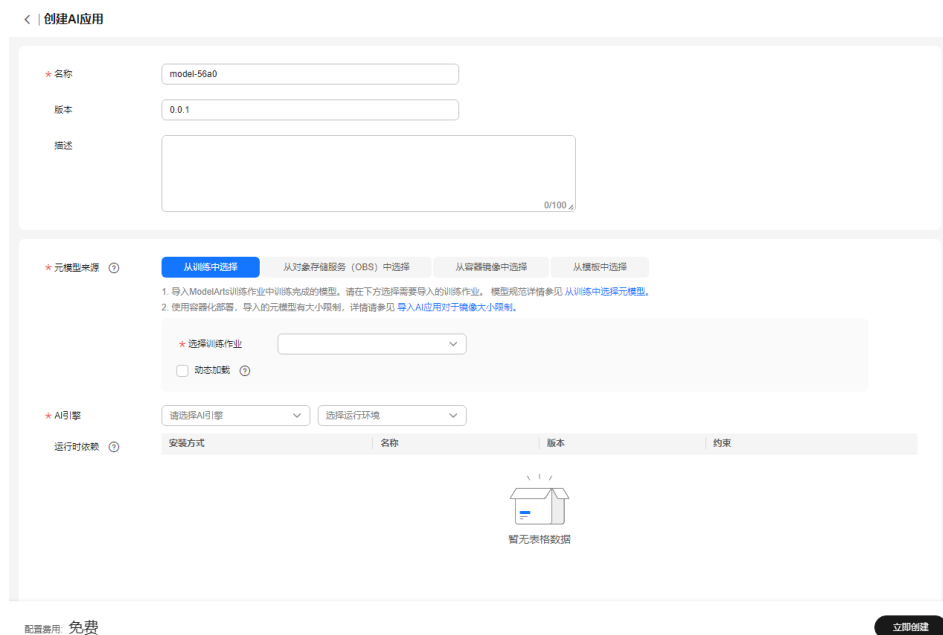 创建AI应用
名称
model-56a0
版本
0.0.1
描述
0/100
元模型来源
从训练中选择 从对象存储服务（OBS）中选择 从容器镜像中选择 从模板中选择
1. 导入ModelArts训练作业中训练完成的模型。请在下方选择需要导入的训练作业。 模型规范详情参见 从训练中选择元模型。
2. 使用容器化部署，导入的元模型有大小限制，详情请参见 导入AI应用对于镜像大小限制。
选择训练作业
动态加载
AI引擎 请选择AI引擎 选择运行环境
运行时依赖 安装方式 名称 版本 约束
暂无表格数据
配置费用: 免费 立即创建